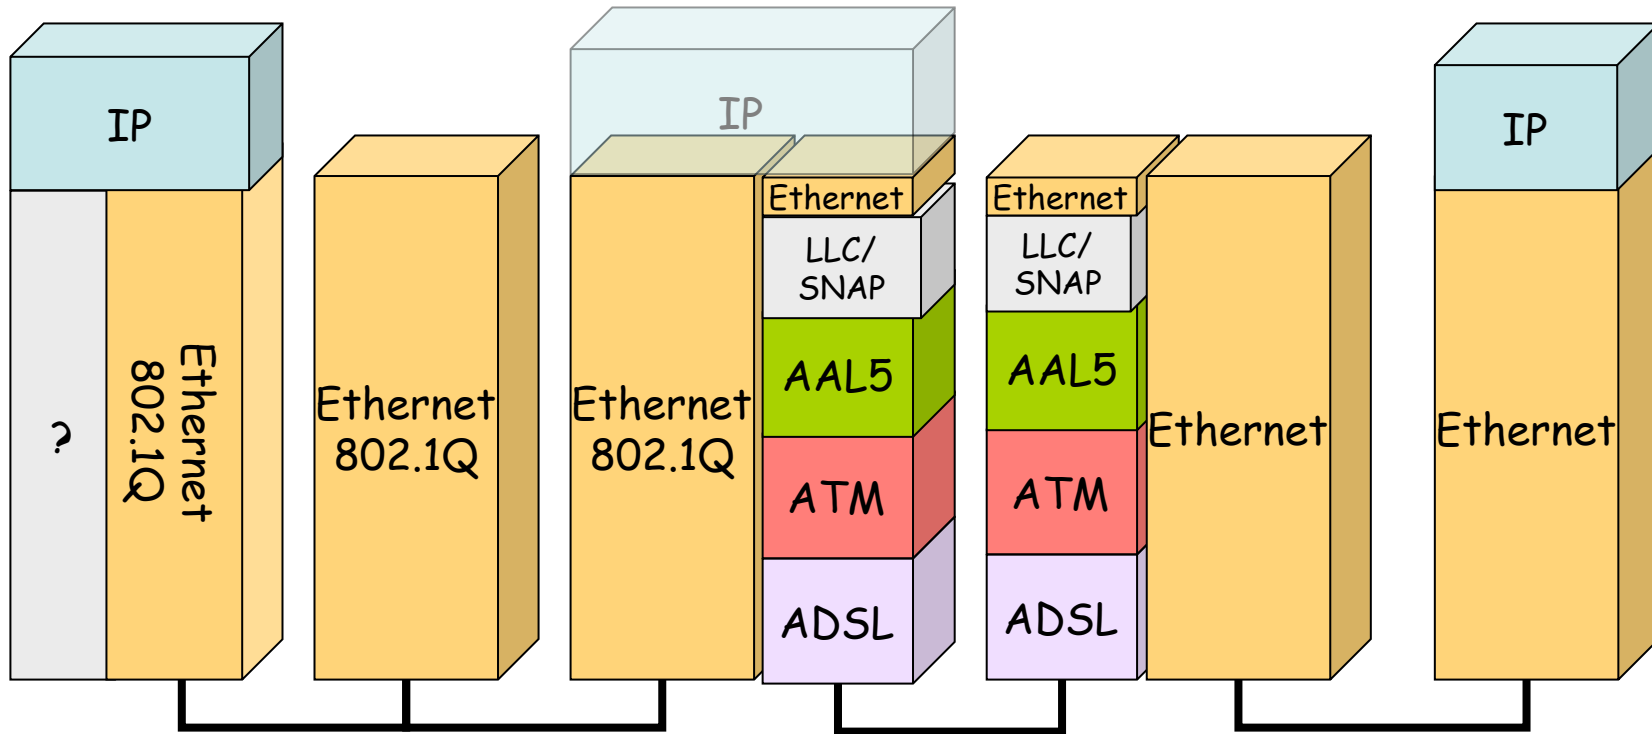 IP
?
Ethernet
802.1Q
Ethernet
802.1Q
IP
Ethernet
802.1Q
Ethernet
LLC/
SNAP
AAL5
ATM
ADSL
Ethernet
LLC/
SNAP
AAL5
ATM
ADSL
Ethernet
IP
Ethernet